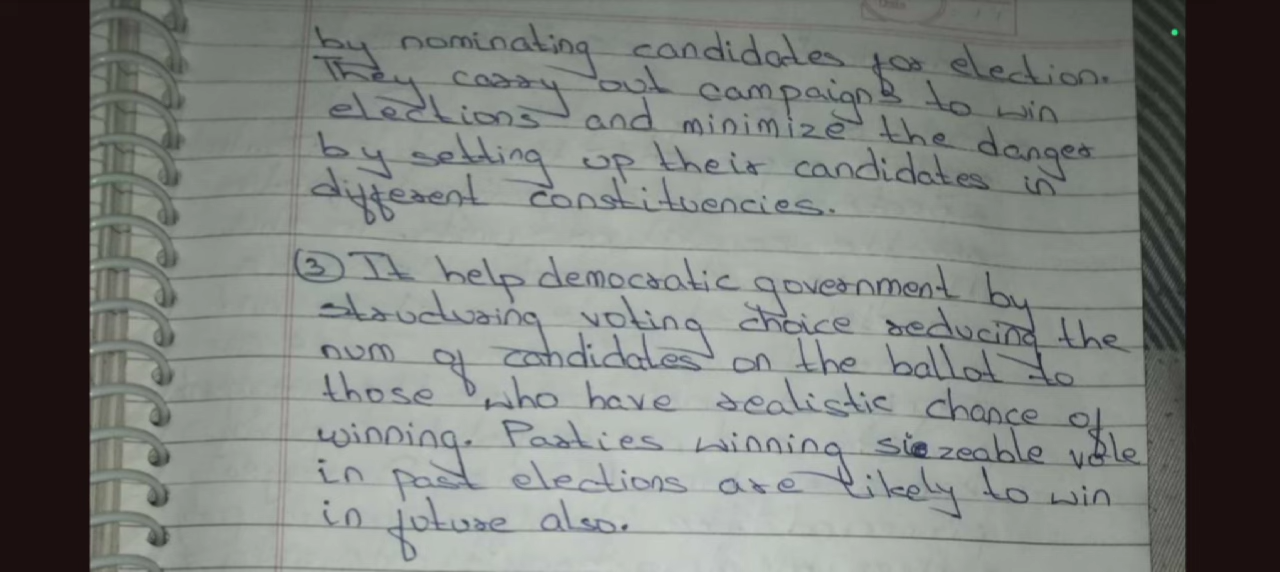 by nominating candidates for election.
They carry out campaigns to win
elections and minimize the danger
by setting up their candidates in
different constituencies.
③ It help democratic government by
structuring voting choice reducing the
num of candidates on the ballot to
those who have realistic chance of
winning. Parties winning siezeable vote
in past elections are likely to win
in future also.